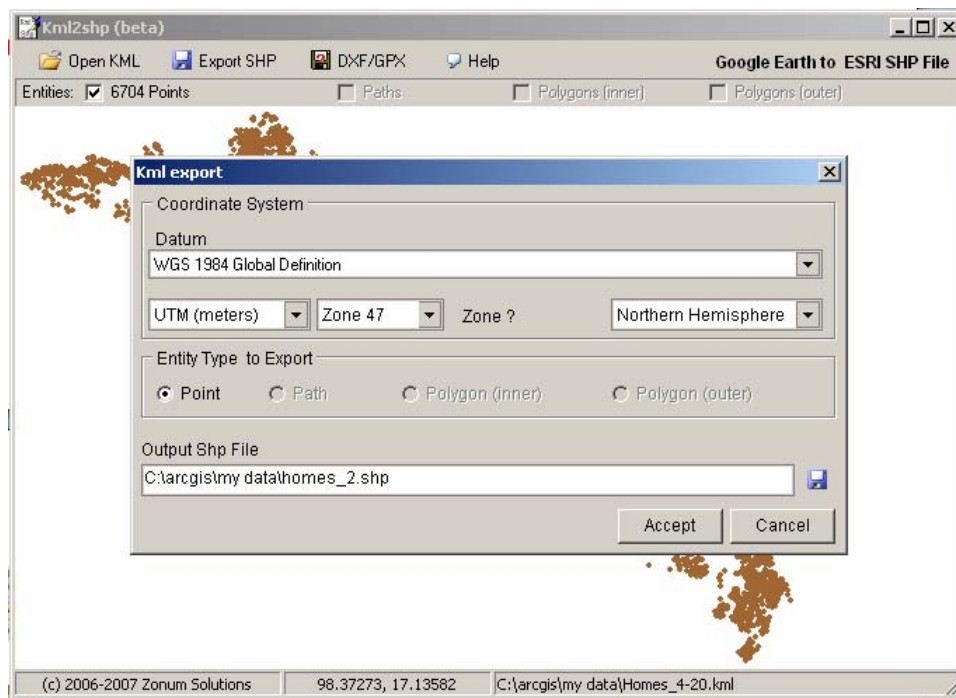 Kml2shp (beta)
Open KML Export SHP DXF/GPX Help Google Earth to ESRI SHP File
Entities: 6704 Points Paths Polygons (inner) Polygons (outer)
Kml export
Coordinate System
Datum
WGS 1984 Global Definition
UTM (meters) Zone 47 Zone ? Northern Hemisphere
Entity Type to Export
Point Path Polygon (inner) Polygon (outer)
Output Shp File
C:\arcgis\my data\homes_2.shp
Accept Cancel
(c) 2006-2007 Zonum Solutions 98.37273, 17.13582 C:\arcgis\my data\Homes_4-20.kml